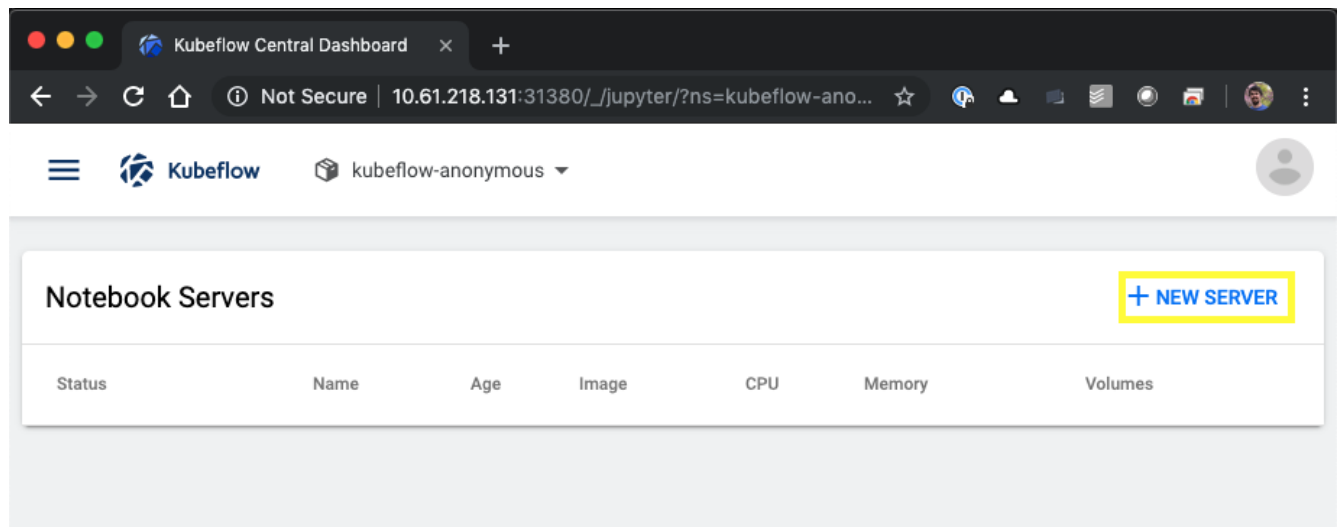 Kubeflow Central Dashboard
Not Secure | 10.61.218.131:31380/_/jupyter/?ns=kubeflow-ano...
Kubeflow kubeflow-anonymous
Notebook Servers
+ NEW SERVER
Status Name Age Image CPU Memory Volumes